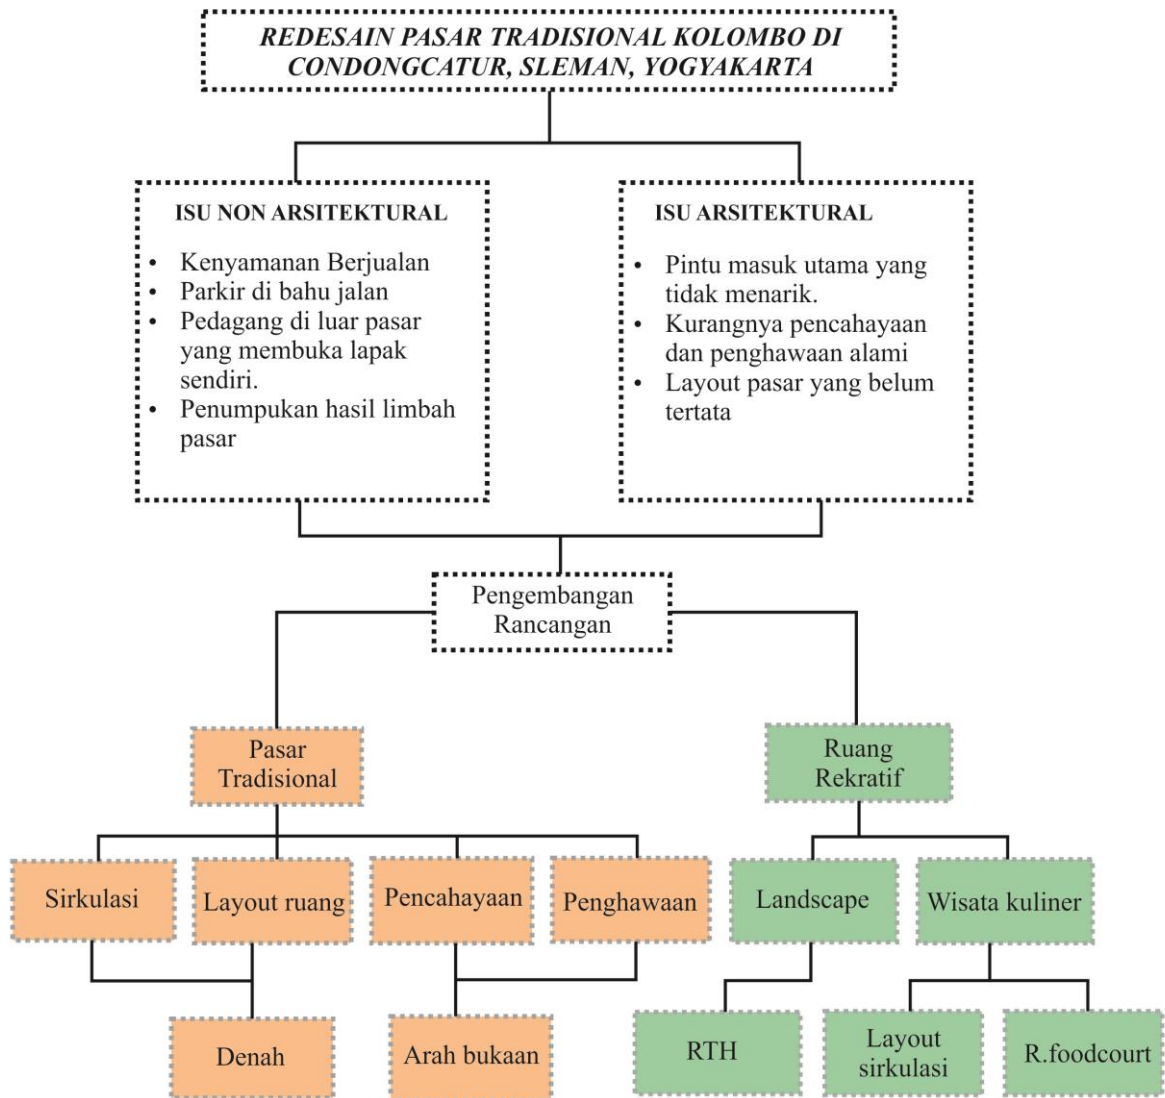 REDESAIN PASAR TRADISIONAL KOLOMBO DI
CONDONGCATUR, SLEMAN, YOGYAKARTA
ISU NON ARSITEKTURAL
• Kenyamanan Berjualan
• Parkir di bahu jalan
• Pedagang di luar pasar
yang membuka lapak
sendiri.
• Penumpukan hasil limbah
pasar
ISU ARSITEKTURAL
• Pintu masuk utama yang
tidak menarik.
• Kurangnya pencahayaan
dan penghawaan alami
• Layout pasar yang belum
tertata
Pengembangan
Rancangan
Pasar
Tradisional
Ruang
Rekratif
Sirkulasi
Layout ruang
Pencahayaan
Penghawaan
Landscape
Wisata kuliner
Denah
Arah bukaan
RTH
Layout
sirkulasi
R.foodcourt